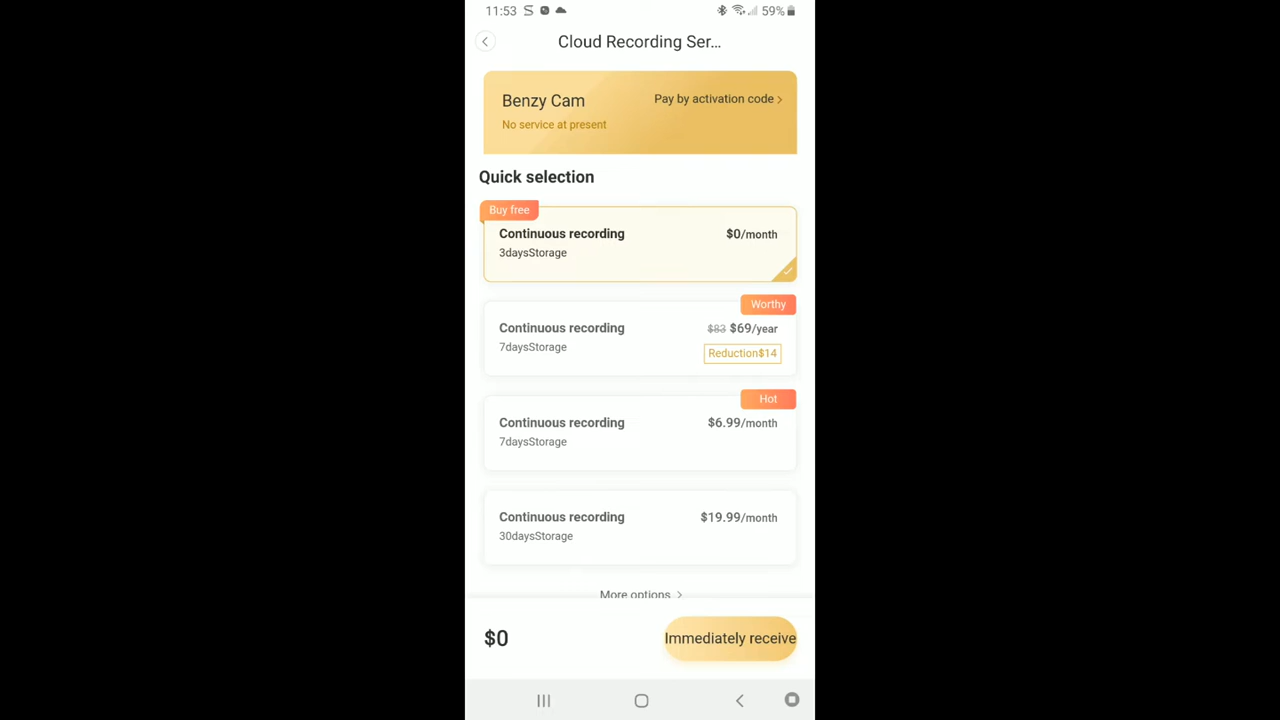 11:53
59%
Cloud Recording Ser...
Benzy Cam
Pay by activation code >
No service at present
Quick selection
Buy free
Continuous recording
$0/month
3daysStorage
Worthy
Continuous recording
$83 $69/year
7daysStorage
Reduction$14
Hot
Continuous recording
$6.99/month
7daysStorage
Continuous recording
$19.99/month
30daysStorage
More options >
$0
Immediately receive